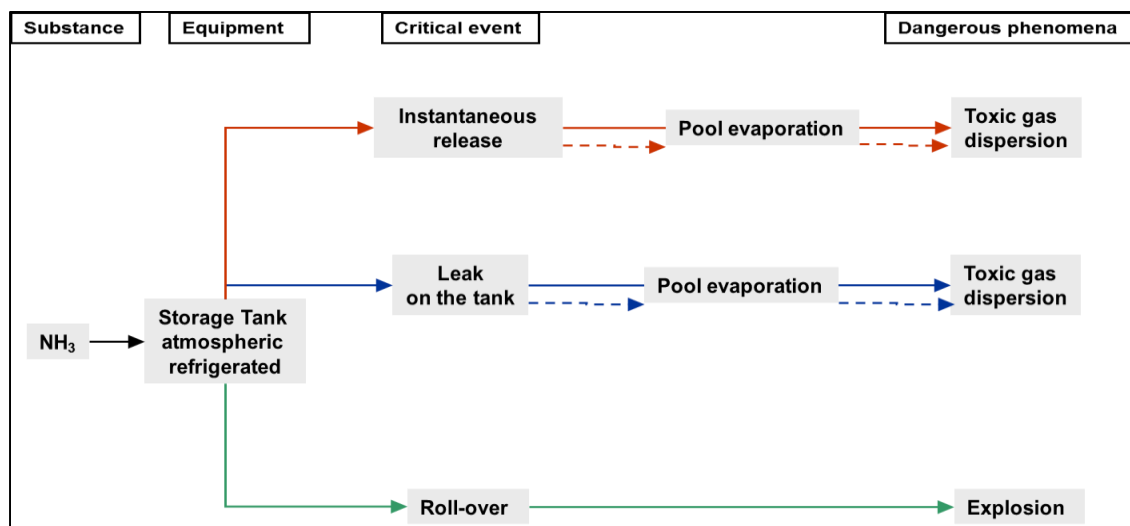 Substance
Equipment
Critical event
Dangerous phenomena
Instantaneous
release
Pool evaporation
Toxic gas
dispersion
Leak
on the tank
Pool evaporation
Toxic gas
dispersion
NH₃
Storage Tank
atmospheric
refrigerated
Roll-over
Explosion